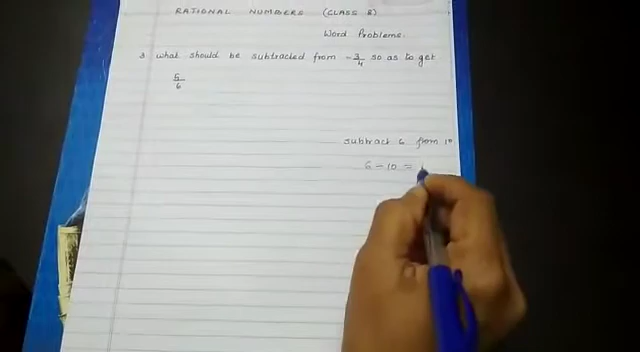 RATIONAL NUMBERS (CLASS 8)
Word Problems.
3 what should be subtracted from -3/4 so as to get
5/6
subtract 6 from 10
6 - 10 =